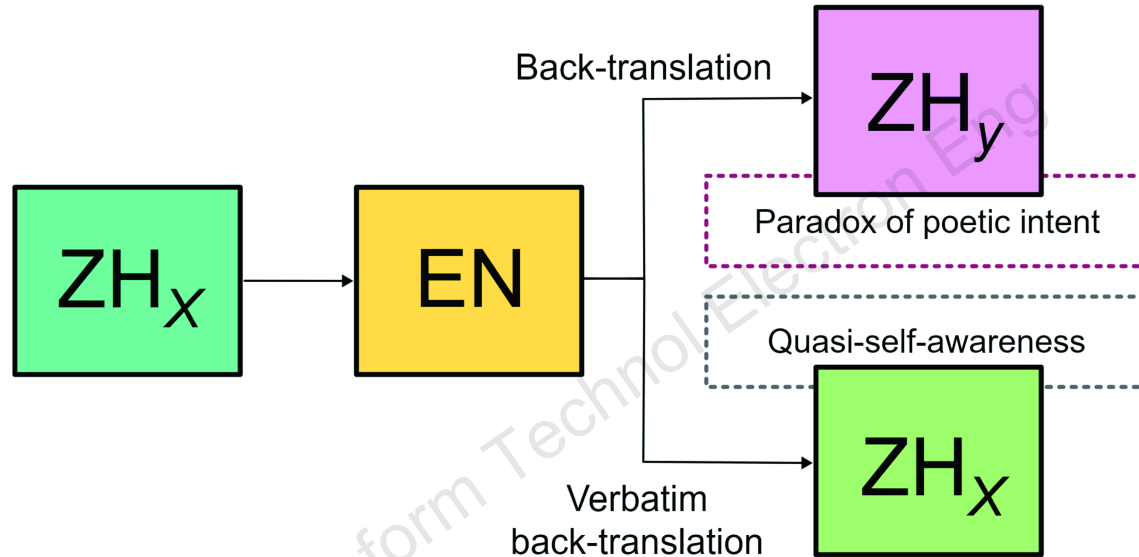 Back-translation
ZHy
Paradox of poetic intent
ZHX
EN
Quasi-self-awareness
ZHX
Verbatim
back-translation
form Technol Electron Eng